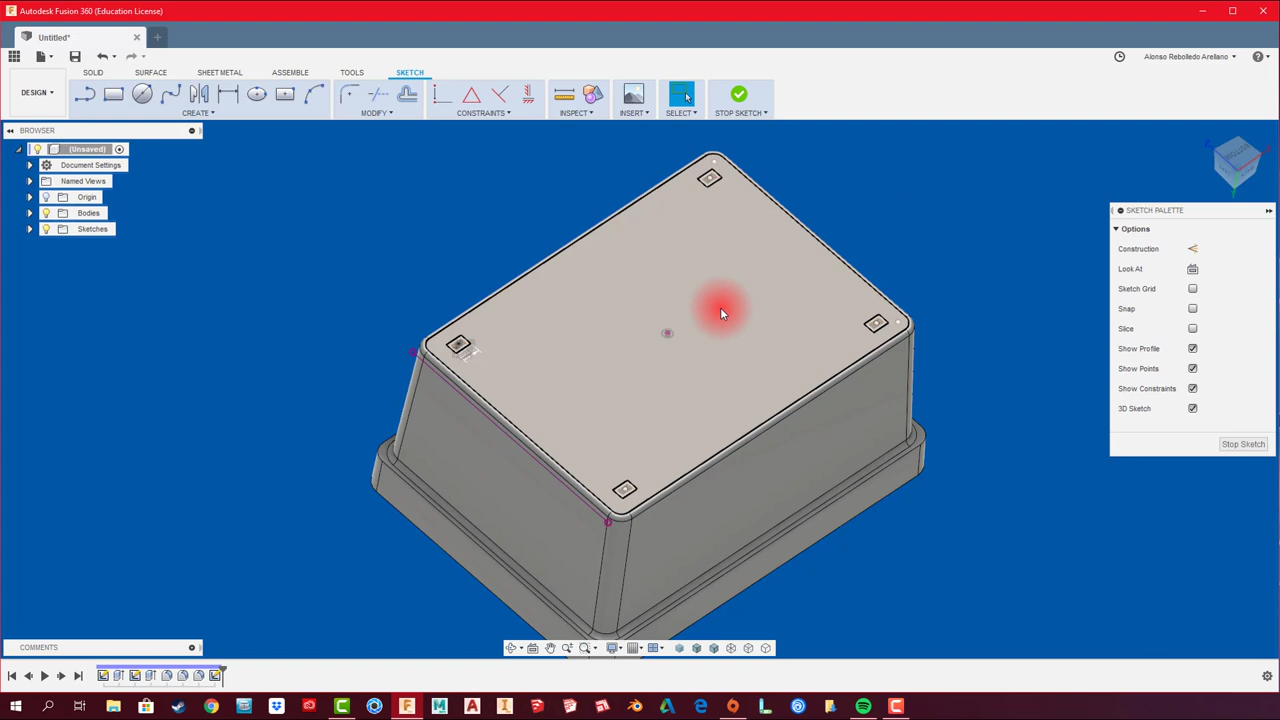 Autodesk Fusion 360 (Education License)
Untitled*
Alonso Rebolledo Arellano
DESIGN
SOLID SURFACE SHEET METAL ASSEMBLE TOOLS SKETCH
CREATE MODIFY CONSTRAINTS INSPECT INSERT SELECT STOP SKETCH
BROWSER
(Unsaved)
Document Settings
Named Views
Origin
Bodies
Sketches
SKETCH PALETTE
Options
Construction
Look At
Sketch Grid
Snap
Slice
Show Profile
Show Points
Show Constraints
3D Sketch
Stop Sketch
COMMENTS